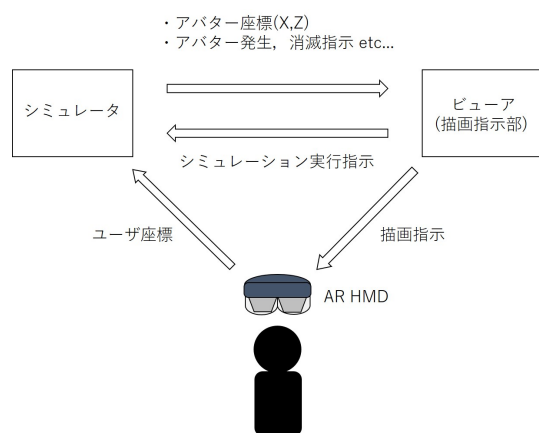 ・アバター座標(X,Z)
・アバター発生，消滅指示 etc...
シミュレータ
ビューア
(描画指示部)
シミュレーション実行指示
ユーザ座標
描画指示
AR HMD